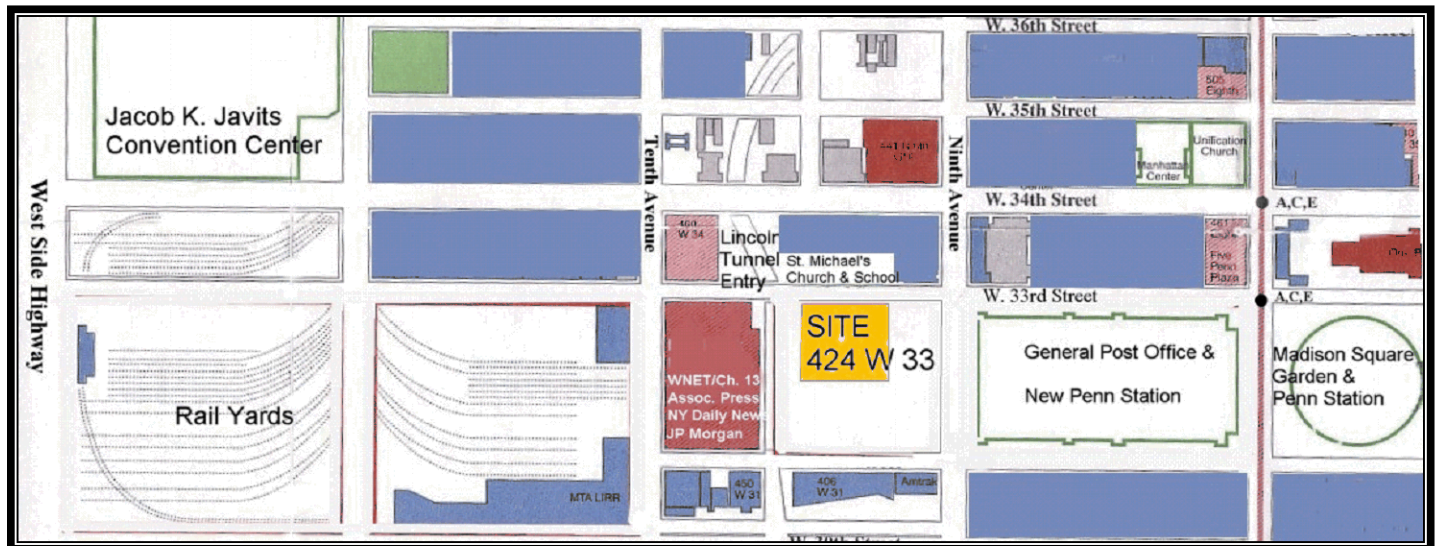 W. 36th Street
505
Eighth
Jacob K. Javits
Convention Center
W. 35th Street
Tenth Avenue
Ninth Avenue
Manhattan
Center
Unification
Church
West Side Highway
W. 34th Street
A,C,E
460
W 34
Lincoln
Tunnel
Entry
St. Michael's
Church & School
Five
Penn
Plaza
W. 33rd Street
A,C,E
SITE
424 W 33
General Post Office &
New Penn Station
Madison Square
Garden &
Penn Station
WNET/Ch. 13
Assoc. Press
NY Daily News
JP Morgan
Rail Yards
MTA LIRR
450
W 31
406
W 31
Amtrak